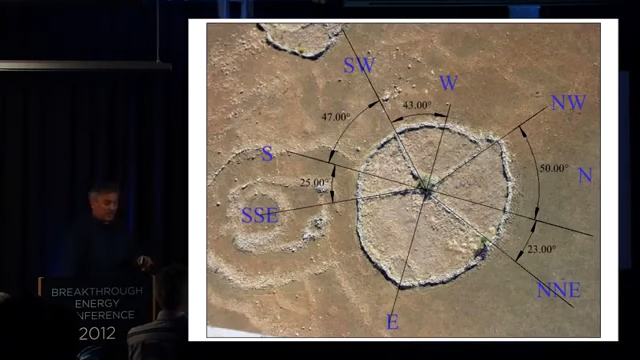 SW
W
NW
43.00°
47.00°
50.00°
S
N
25.00°
SSE
23.00°
NNE
E
BREAKTHROUGH
ENERGY
CONFERENCE
2012